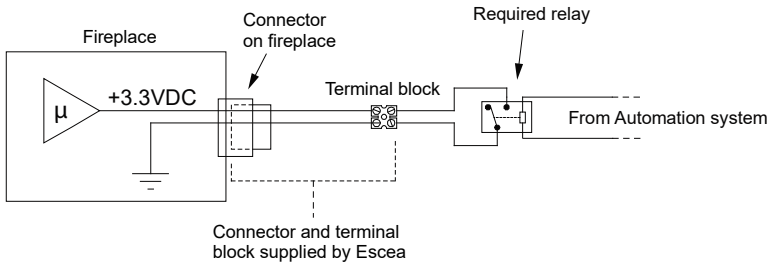 Required relay
Connector
on fireplace
Fireplace
+3.3VDC
Terminal block
μ
From Automation system
Connector and terminal
block supplied by Escea